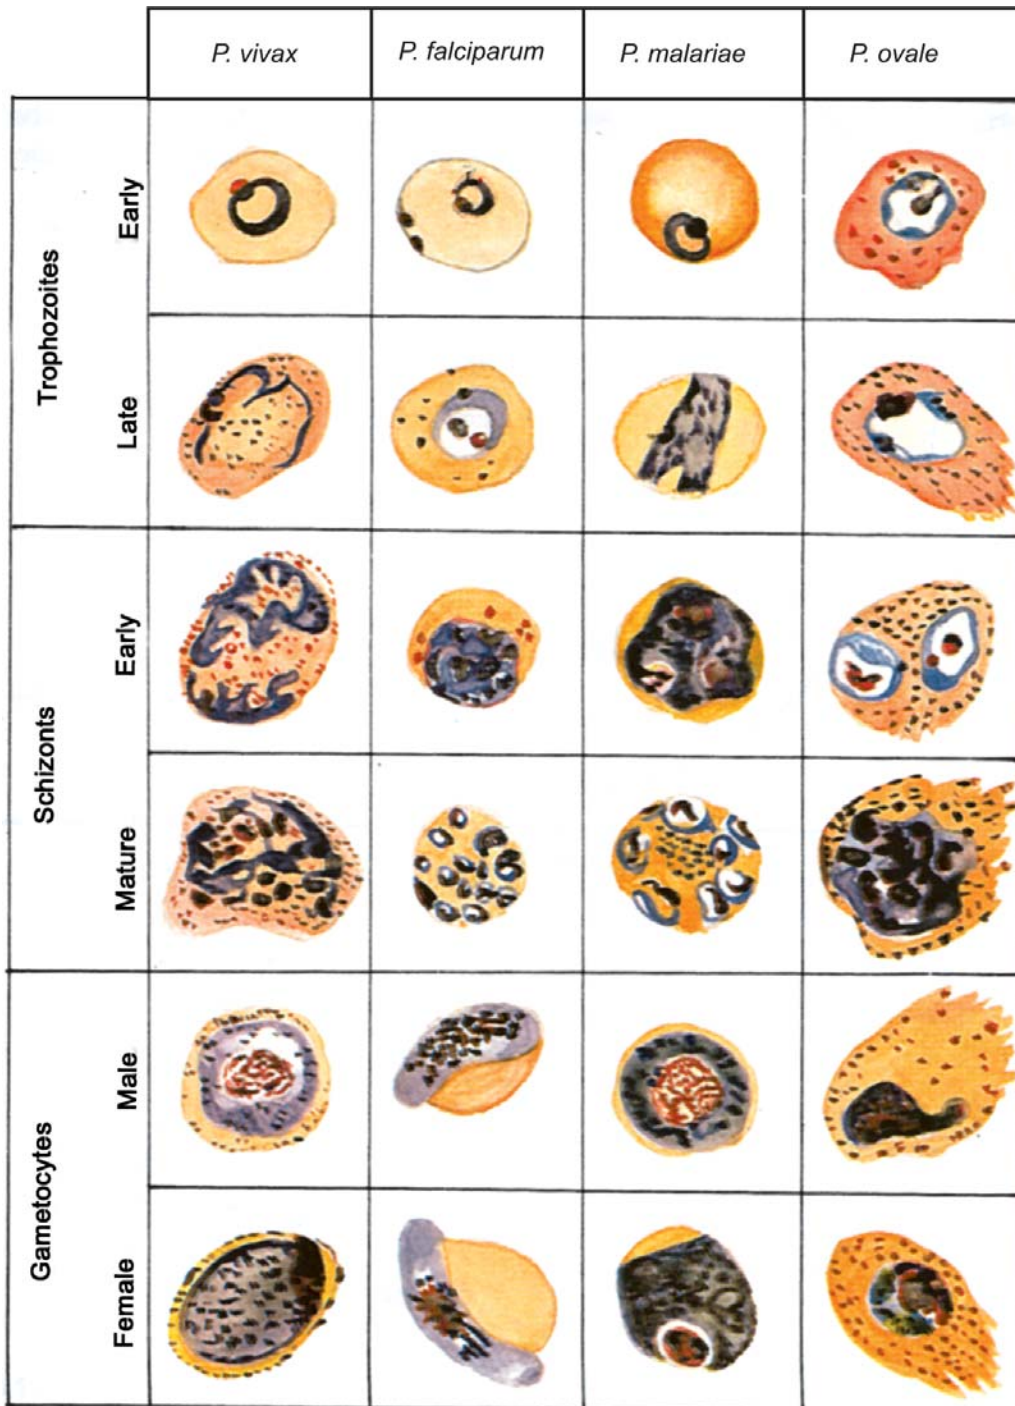 P. vivax
P. falciparum
P. malariae
P. ovale
Trophozoites
Early
Late
Schizonts
Early
Mature
Gametocytes
Male
Female